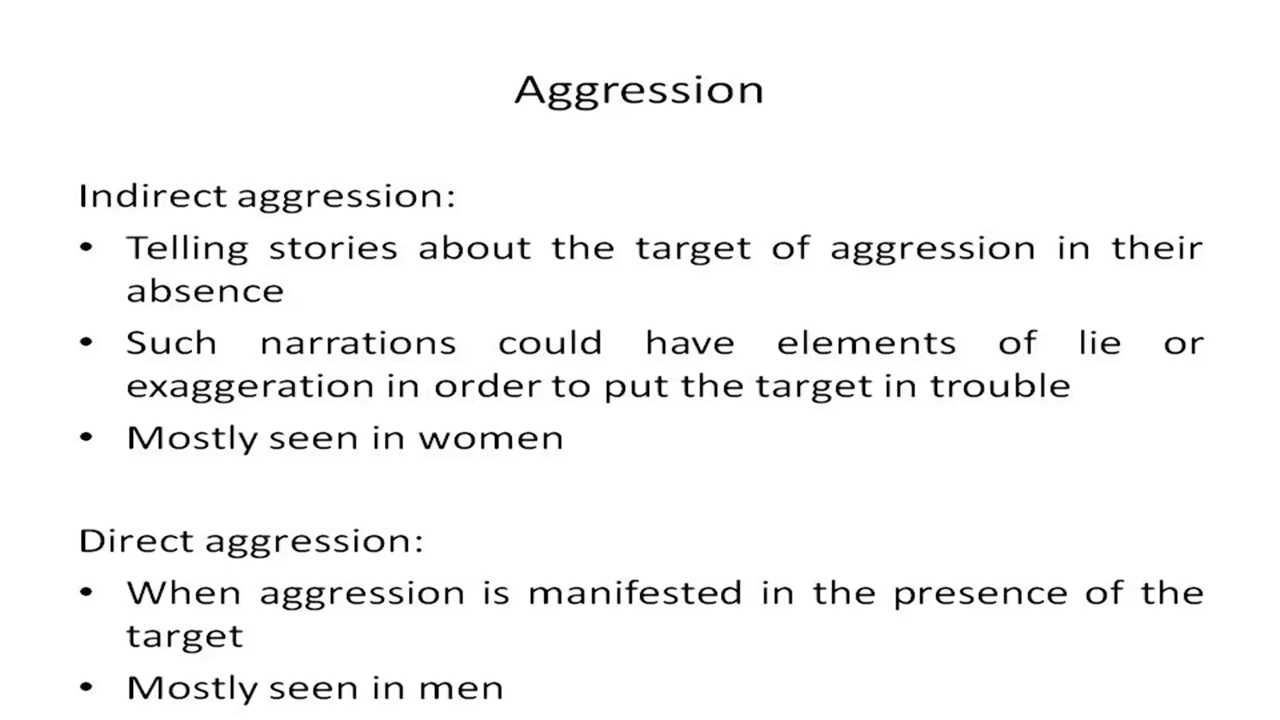 Aggression
Indirect aggression:
• Telling stories about the target of aggression in their
absence
• Such narrations could have elements of lie or
exaggeration in order to put the target in trouble
• Mostly seen in women
Direct aggression:
• When aggression is manifested in the presence of the
target
• Mostly seen in men